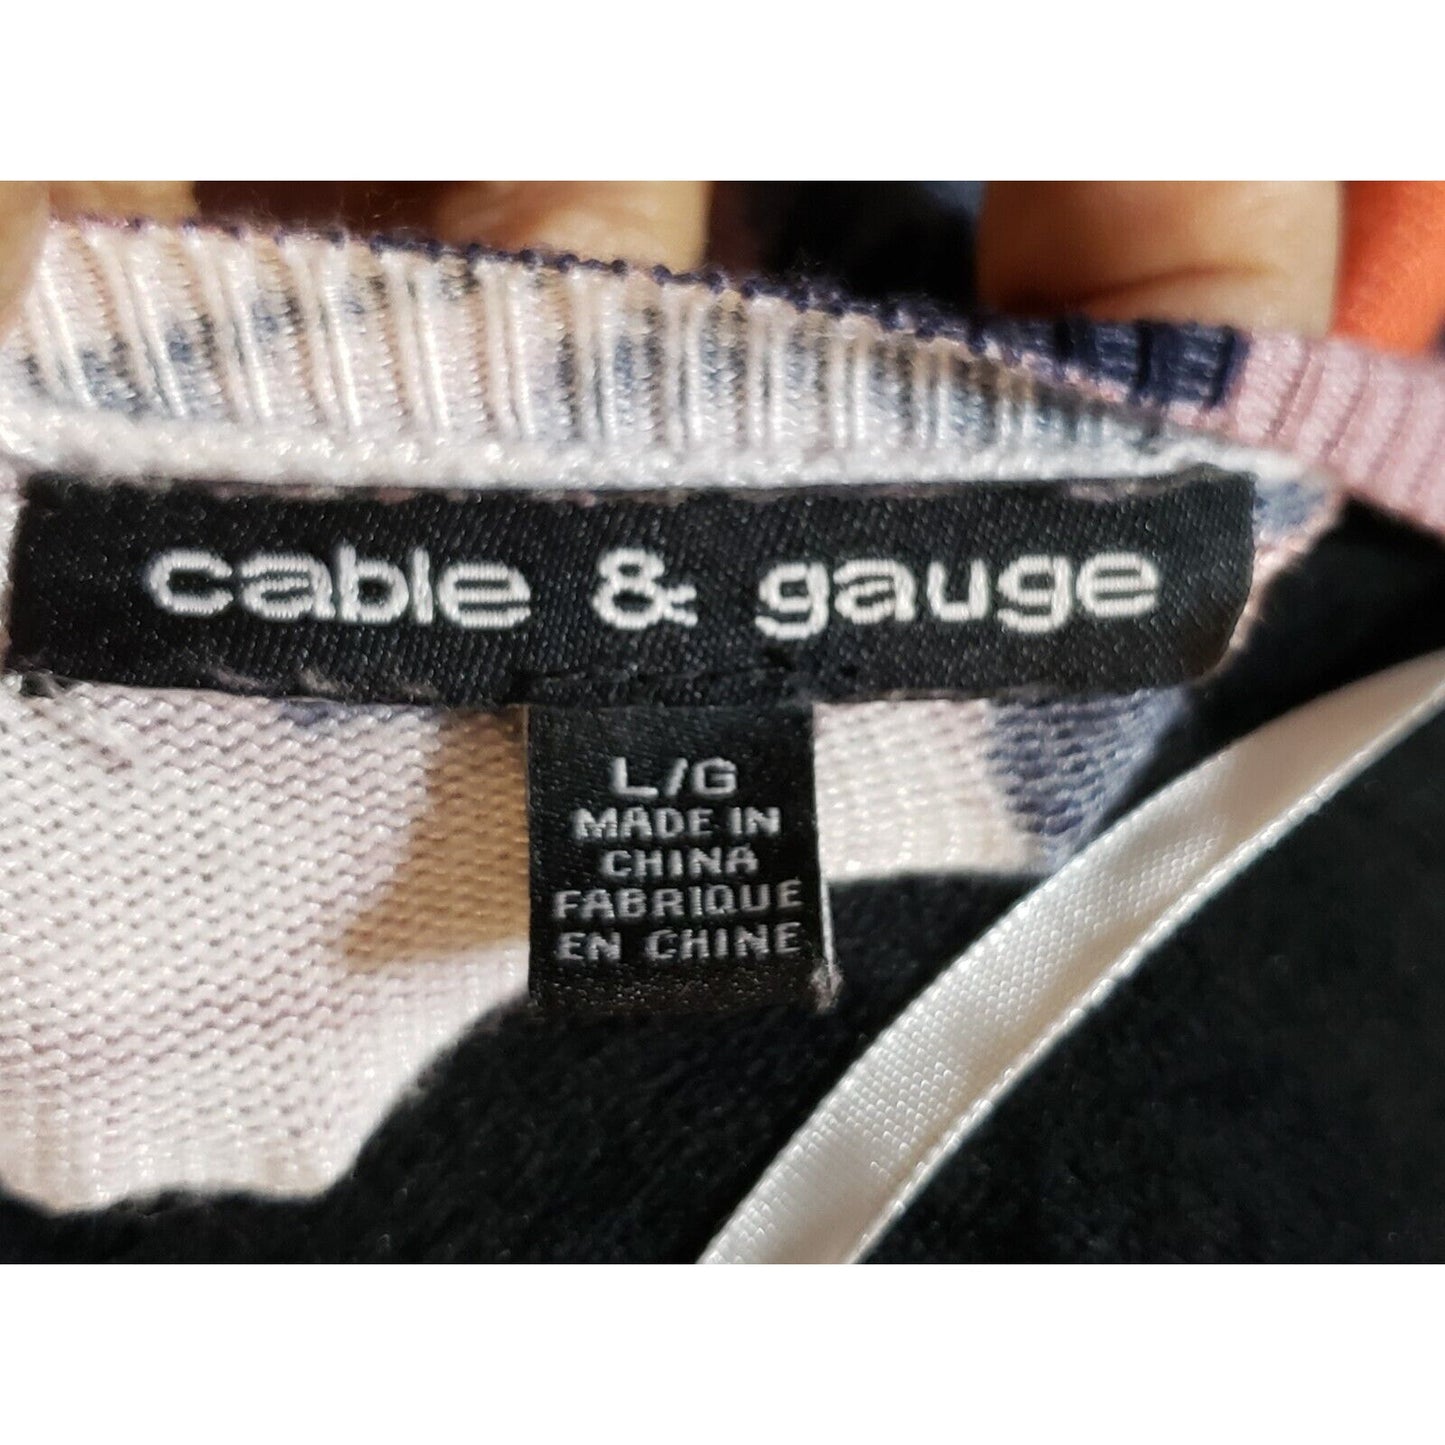 cable & gauge
L/G
MADE IN
CHINA
FABRIQUE
EN CHINE